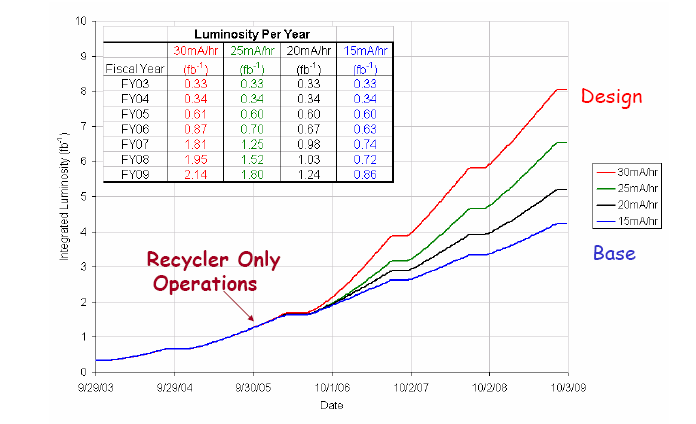 Luminosity Per Year
30mA/hr 25mA/hr 20mA/hr 15mA/hr
Fiscal Year (fb-1) (fb-1) (fb-1) (fb-1)
FY03 0.33 0.33 0.33 0.33
FY04 0.34 0.34 0.34 0.34
FY05 0.61 0.60 0.60 0.60
FY06 0.87 0.70 0.67 0.63
FY07 1.81 1.25 0.98 0.74
FY08 1.95 1.52 1.03 0.72
FY09 2.14 1.80 1.24 0.86
10
9
8
7
6
5
4
3
2
1
0
Integrated Luminosity (fb-1)
Design
30mA/hr
25mA/hr
20mA/hr
15mA/hr
Base
Recycler Only
Operations
9/29/03 9/29/04 9/30/05 10/1/06 10/2/07 10/2/08 10/3/09
Date